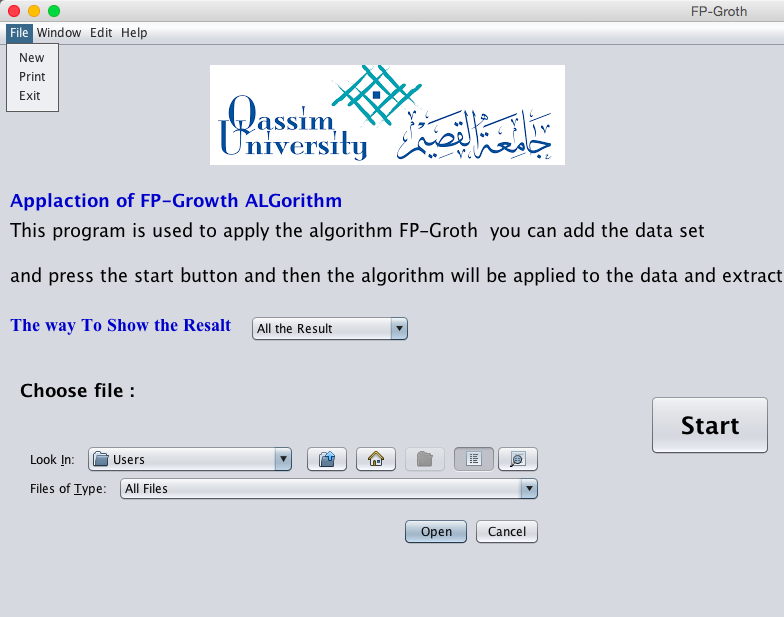 FP-Groth
File Window Edit Help
New
Print
Exit
Qassim
University
جامعة القصيم
Applaction of FP-Growth ALGorithm
This program is used to apply the algorithm FP-Groth  you can add the data set
and press the start button and then the algorithm will be applied to the data and extract
The way To Show the Resalt
All the Result
Choose file :
Start
Look In:
Users
Files of Type:
All Files
Open
Cancel